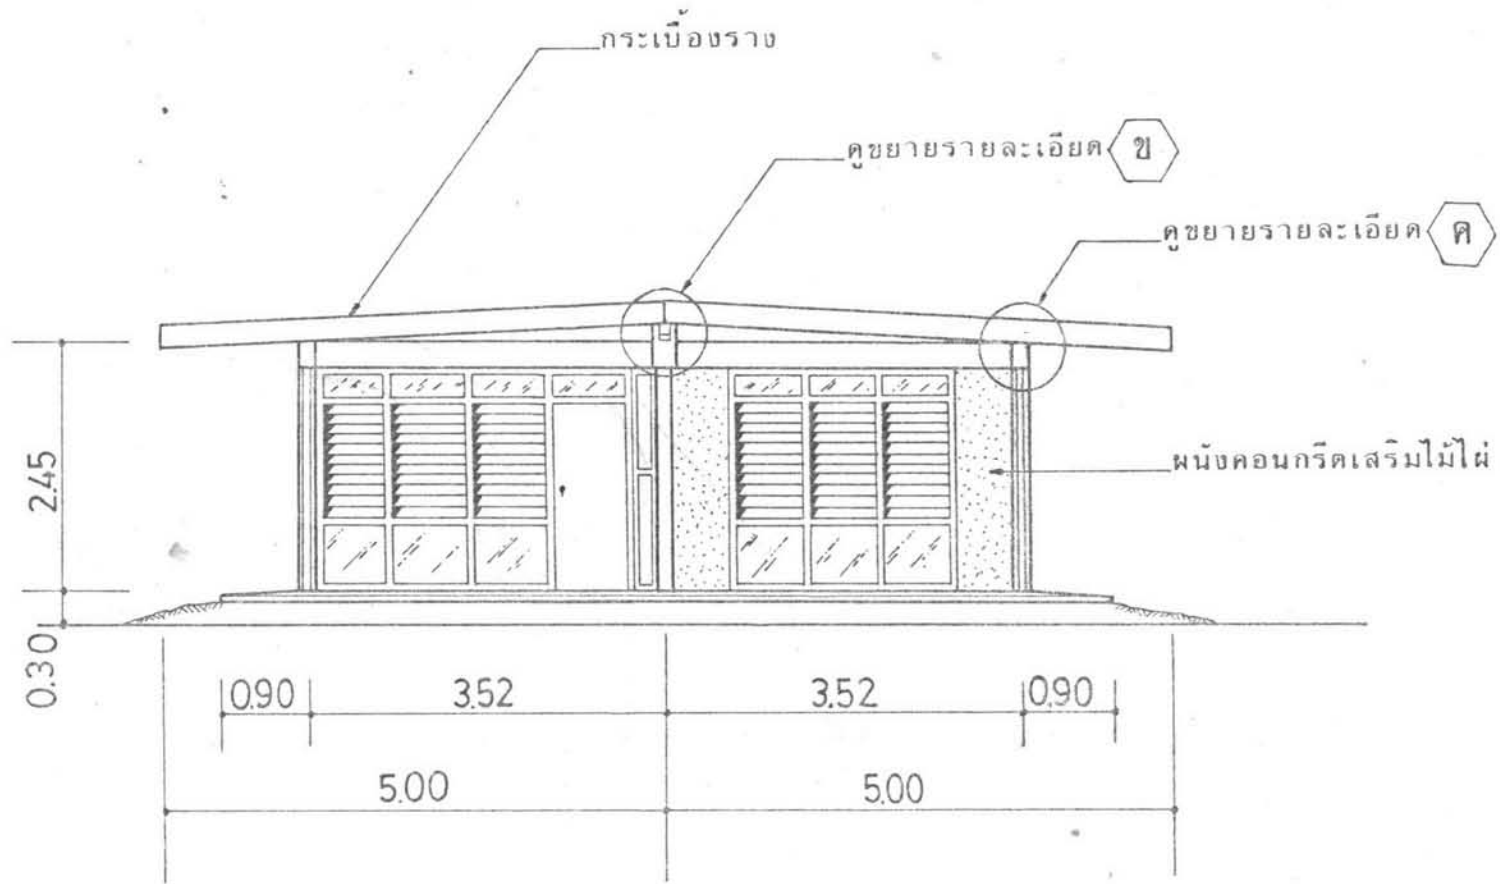 กระเบื้องราง
ดูขยายรายละเอียด ข
ดูขยายรายละเอียด ค
ผนังคอนกรีตเสริมไม้ไผ่
2.45
0.30
0.90 3.52 3.52 0.90
5.00 5.00